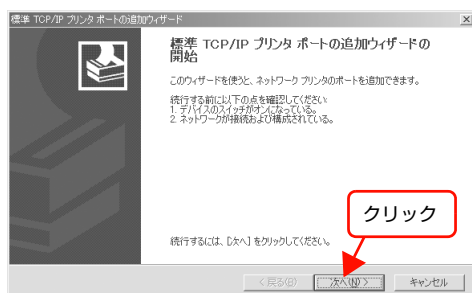 標準 TCP/IP プリンタ ポートの追加ウィザード
標準 TCP/IP プリンタ ポートの追加ウィザードの
開始
このウィザードを使うと、ネットワーク プリンタのポートを追加できます。
続行する前に以下の点を確認してください:
1. デバイスのスイッチがオンになっている。
2. ネットワークが接続および構成されている。
クリック
続行するには、[次へ] をクリックしてください。
< 戻る(B)
次へ(N) >
キャンセル